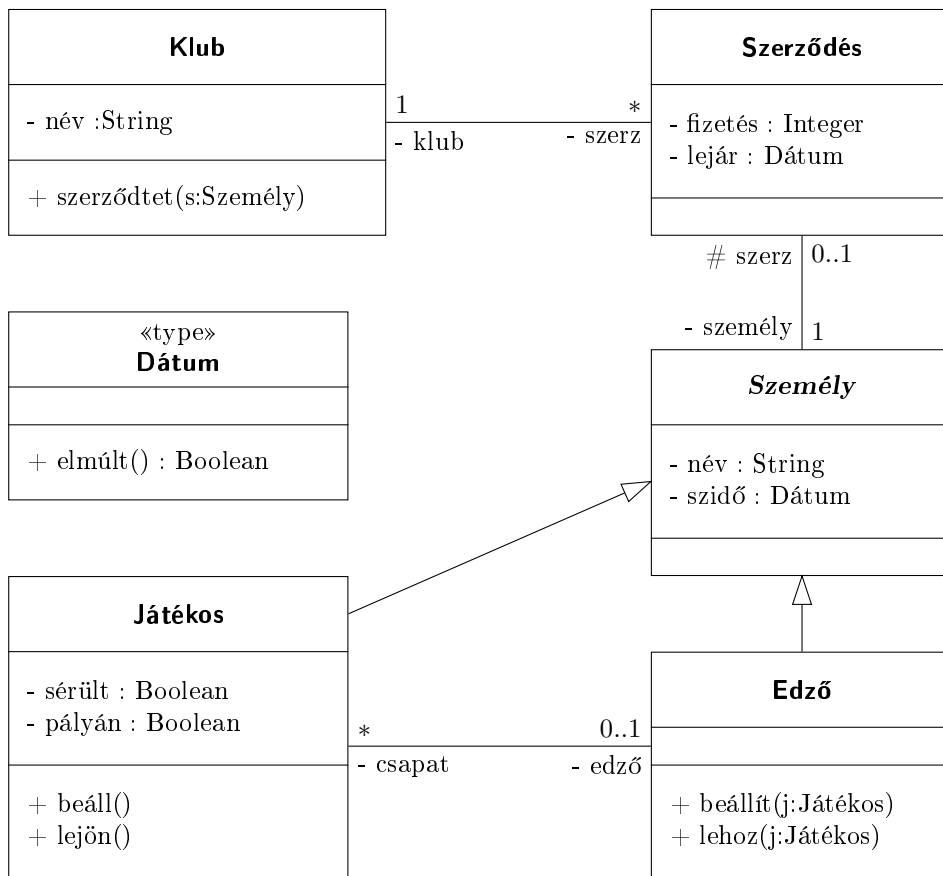 Klub
- név :String
+ szerződtet(s:Személy)
1
- klub
*
- szerz
Szerződés
- fizetés : Integer
- lejár : Dátum
# szerz
0..1
- személy
1
«type»
Dátum
+ elmúlt() : Boolean
Személy
- név : String
- szidő : Dátum
Játékos
- sérült : Boolean
- pályán : Boolean
+ beáll()
+ lejön()
*
- csapat
0..1
- edző
Edző
+ beállít(j:Játékos)
+ lehoz(j:Játékos)